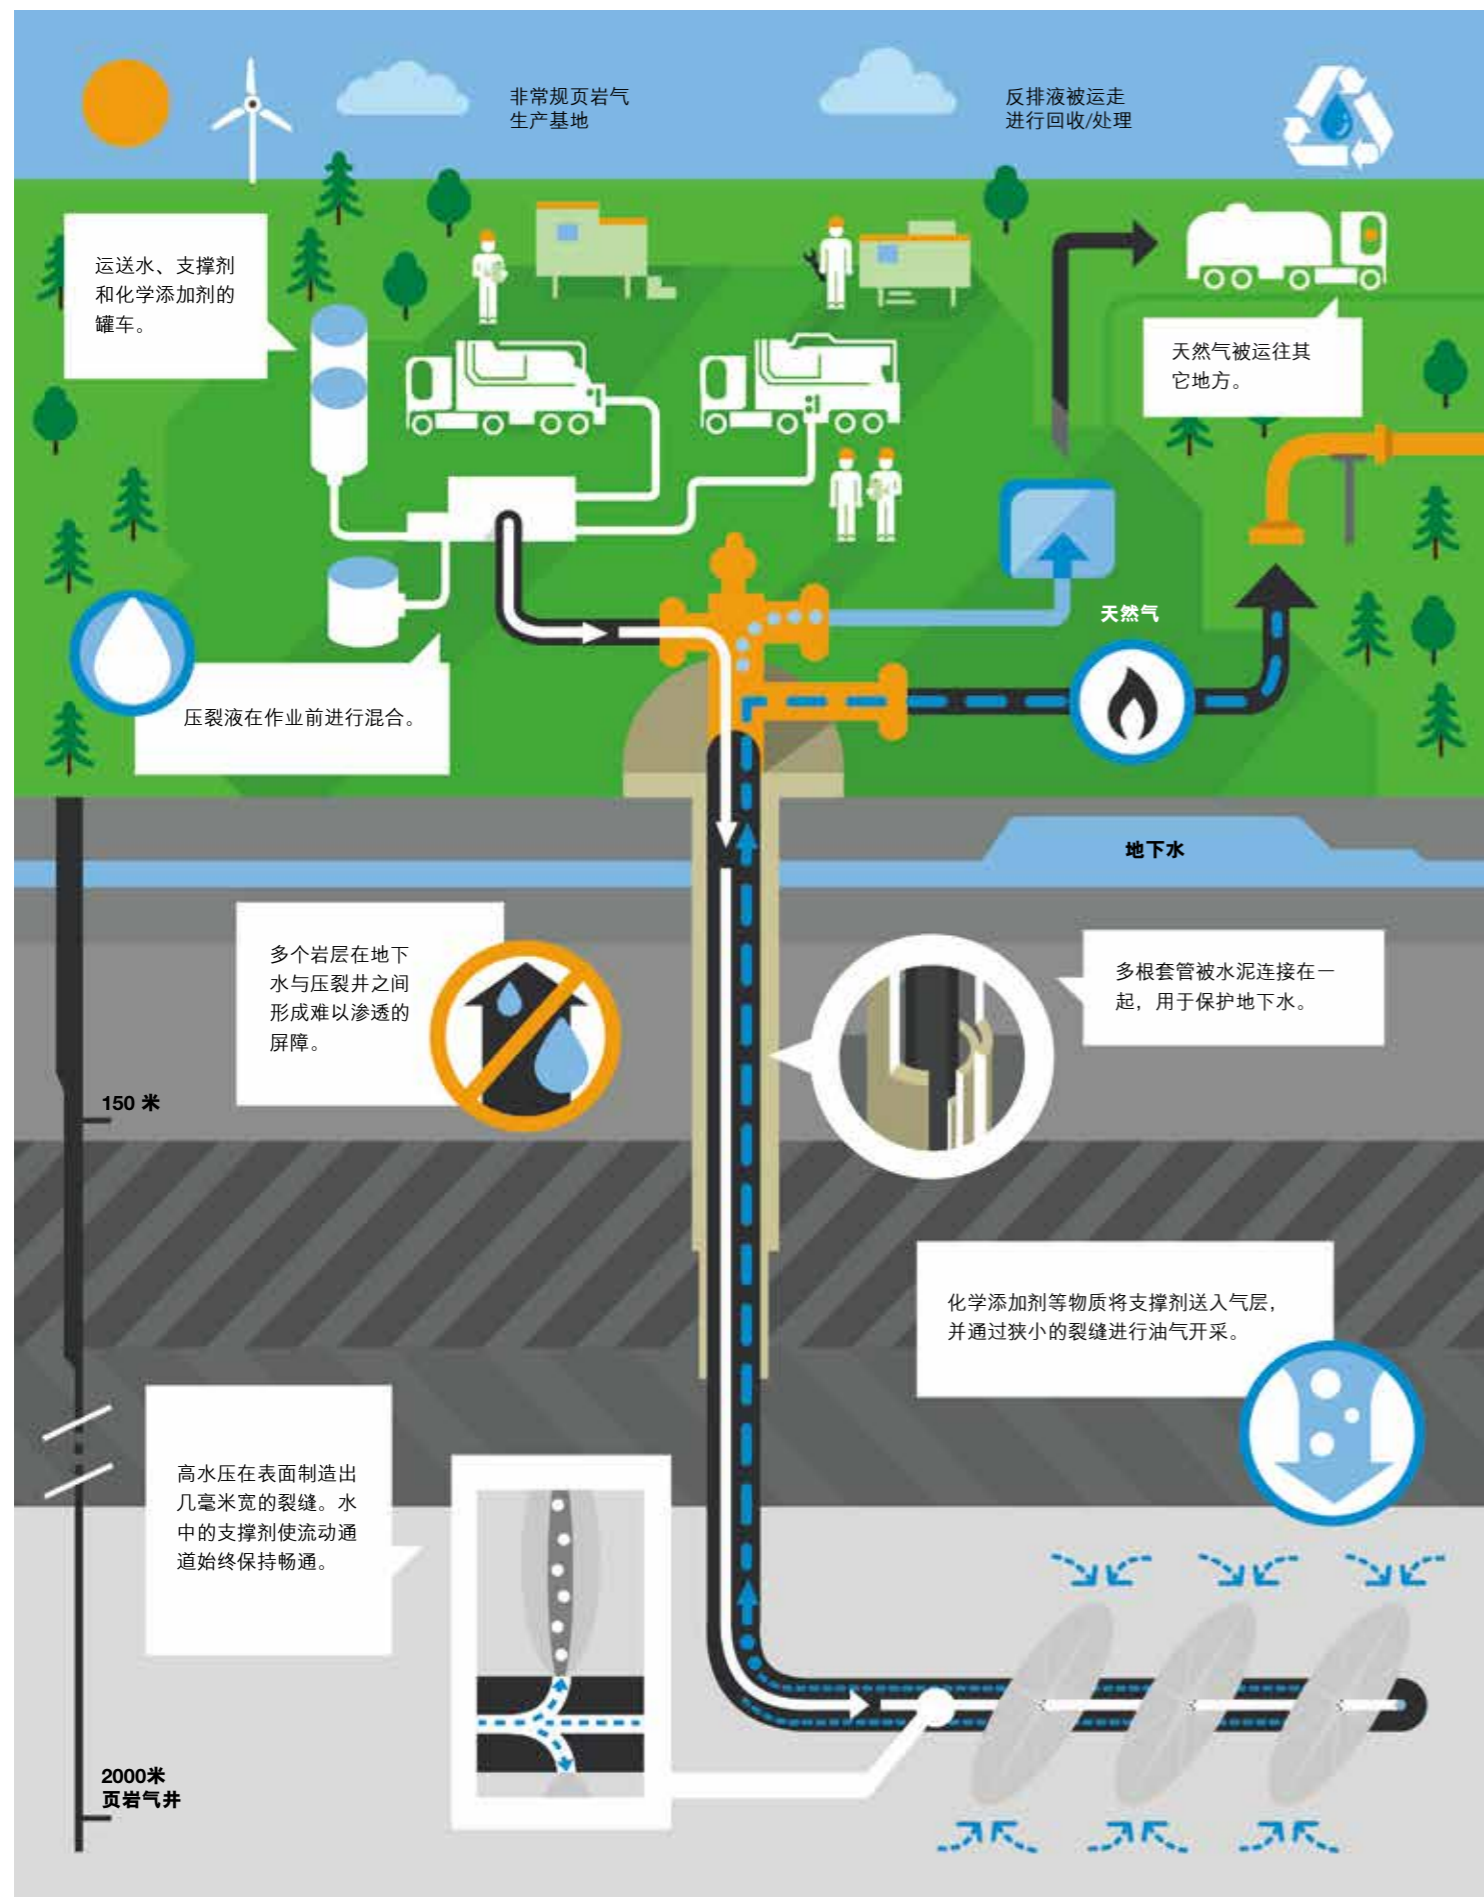 非常规页岩气
生产基地
反排液被运走
进行回收/处理
运送水、支撑剂
和化学添加剂的
罐车。
天然气被运往其
它地方。
天然气
压裂液在作业前进行混合。
地下水
多个岩层在地下
水与压裂井之间
形成难以渗透的
屏障。
多根套管被水泥连接在一
起，用于保护地下水。
150 米
化学添加剂等物质将支撑剂送入气层，
并通过狭小的裂缝进行油气开采。
高水压在表面制造出
几毫米宽的裂缝。水
中的支撑剂使流动通
道始终保持畅通。
2000米
页岩气井